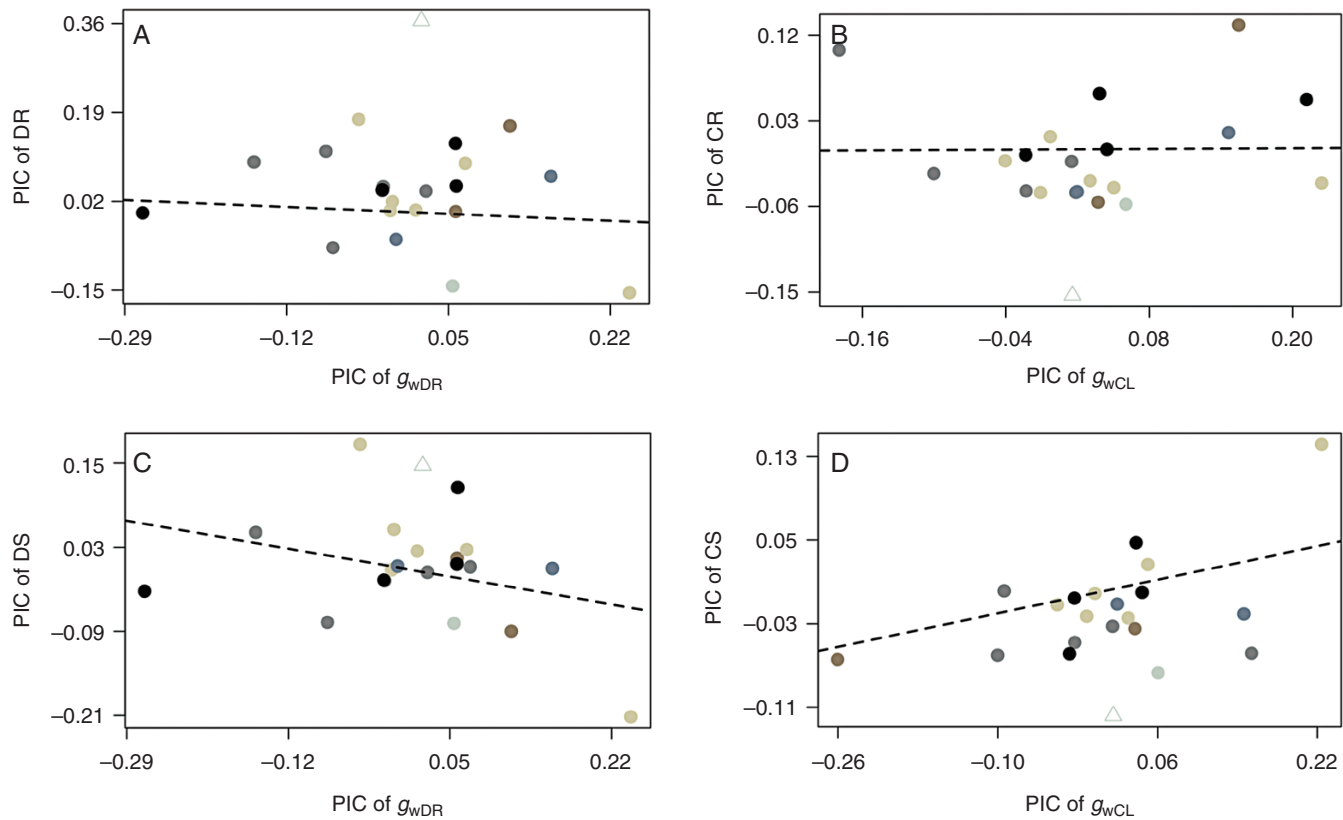 A
0.36
0.19
0.02
−0.15
PIC of DR
−0.29 −0.12 0.05 0.22
PIC of gwDR
B
0.12
0.03
−0.06
−0.15
PIC of CR
−0.16 −0.04 0.08 0.20
PIC of gwCL
C
0.15
0.03
−0.09
−0.21
PIC of DS
−0.29 −0.12 0.05 0.22
PIC of gwDR
D
0.13
0.05
−0.03
−0.11
PIC of CS
−0.26 −0.10 0.06 0.22
PIC of gwCL